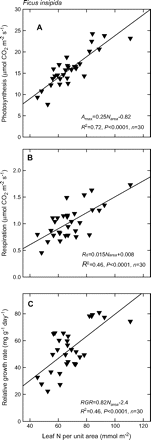 Ficus insipida
A
Photosynthesis (µmol CO2 m-2 s-1)
30
25
20
15
10
5
0
Amax=0.25Narea-0.82
R2=0.72, P<0.0001, n=30
B
Respiration (µmol CO2 m-2 s-1)
2.0
1.5
1.0
0.5
0.0
Rd=0.015Narea+0.008
R2=0.46, P<0.0001, n=30
C
Relative growth rate (mg g-1 day-1)
100
80
60
40
20
0
RGR=0.82Narea-2.4
R2=0.46, P<0.0001, n=30
40 60 80 100 120
Leaf N per unit area (mmol m-2)